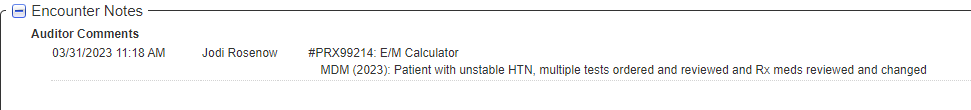 Encounter Notes
Auditor Comments
03/31/2023 11:18 AM Jodi Rosenow #PRX99214: E/M Calculator
MDM (2023): Patient with unstable HTN, multiple tests ordered and reviewed and Rx meds reviewed and changed